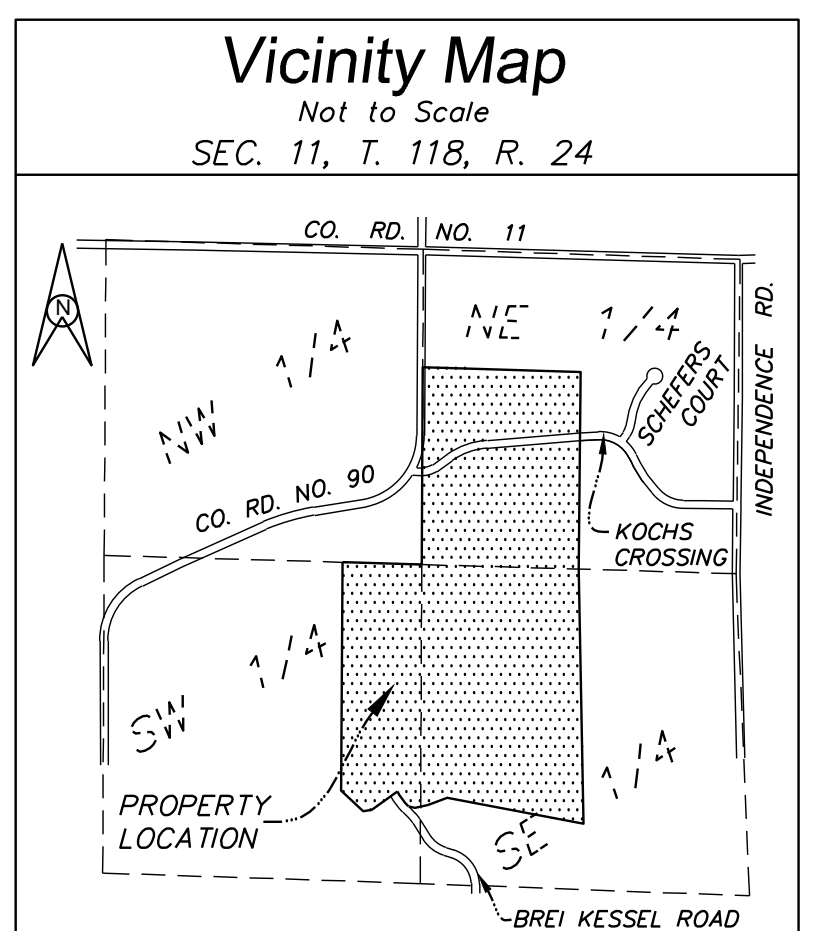 Vicinity Map
Not to Scale
SEC. 11, T. 118, R. 24
CO. RD. NO. 11
N
NE 1/4
NW 1/4
SCHEFERS
COURT
INDEPENDENCE RD.
CO. RD. NO. 90
KOCHS
CROSSING
SW 1/4
SE 1/4
PROPERTY
LOCATION
BREI KESSEL ROAD